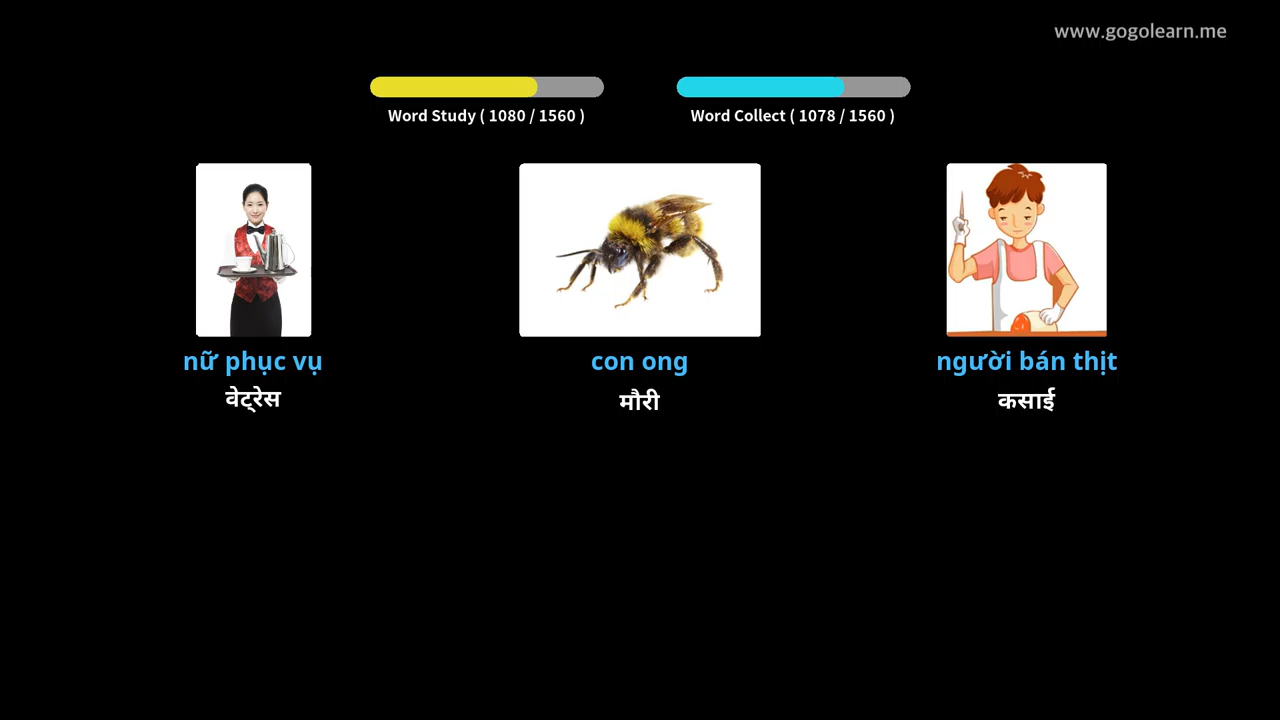 www.gogolearn.me
Word Study ( 1080 / 1560 )
Word Collect ( 1078 / 1560 )
nữ phục vụ
con ong
người bán thịt
वेट्रेस
मौरी
कसाई